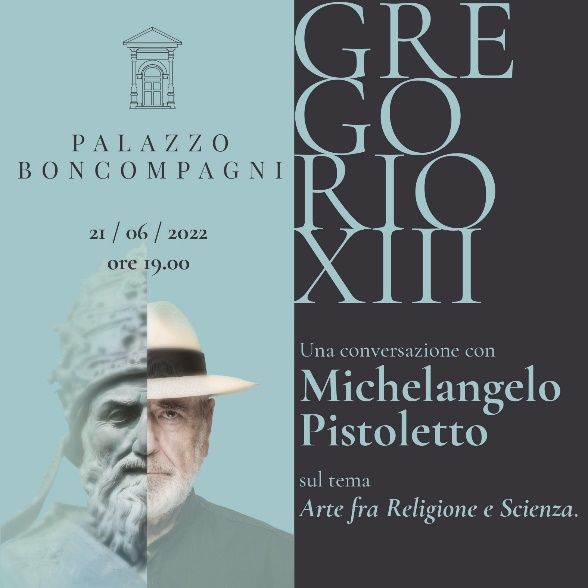 PALAZZO
BONCOMPAGNI
21 / 06 / 2022
ore 19.00
GRE
GO
RIO
XIII
Una conversazione con
Michelangelo
Pistoletto
sul tema
Arte fra Religione e Scienza.